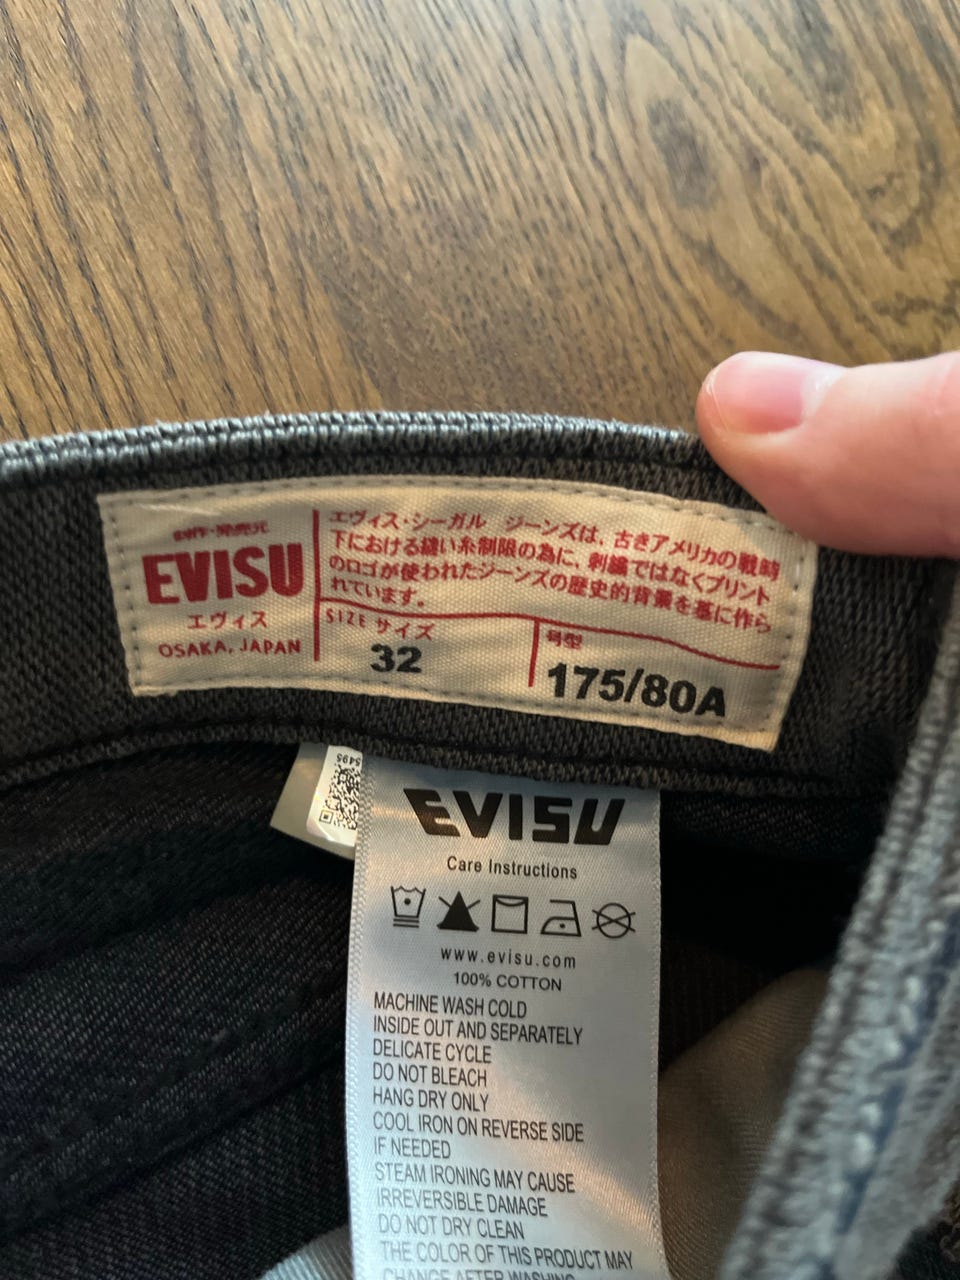 創作·発売元
EVISU
エヴィス
OSAKA, JAPAN
エヴィス·シーガル ジーンズは、古きアメリカの戦時
下における縫い糸制限の為に、刺繍ではなくプリント
のロゴが使われたジーンズの歴史的背景を基に作ら
れています。
SIZE サイズ
32
号型
175/80A
5495
EVISU
Care Instructions
www.evisu.com
100% COTTON
MACHINE WASH COLD
INSIDE OUT AND SEPARATELY
DELICATE CYCLE
DO NOT BLEACH
HANG DRY ONLY
COOL IRON ON REVERSE SIDE
IF NEEDED
STEAM IRONING MAY CAUSE
IRREVERSIBLE DAMAGE
DO NOT DRY CLEAN
THE COLOR OF THIS PRODUCT MAY
CHANGE AFTER WASHING